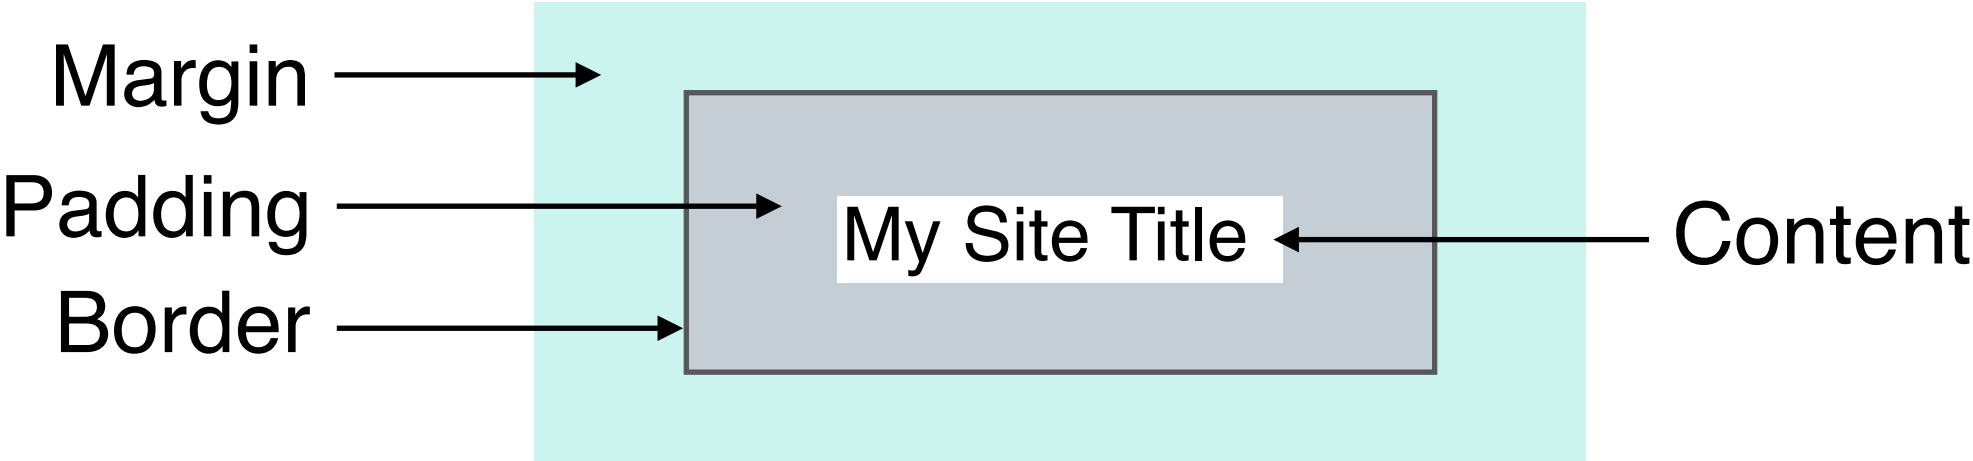 Margin
Padding
Border
My Site Title
Content